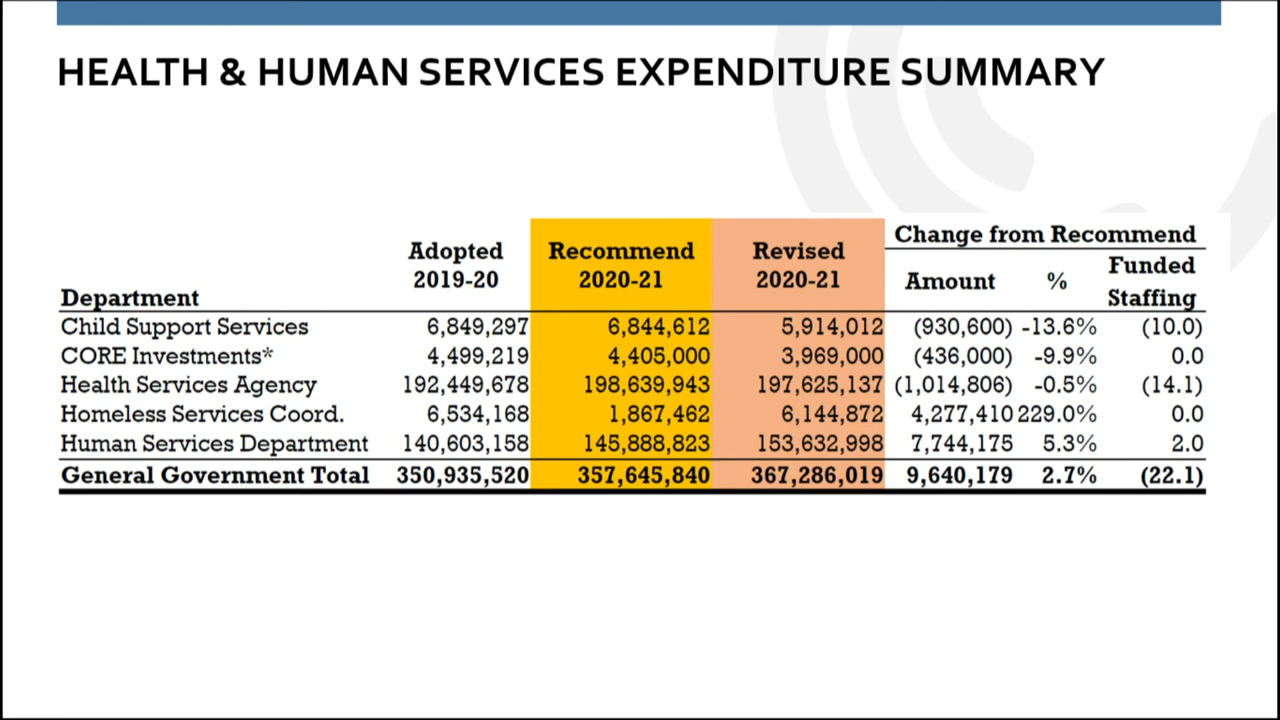 HEALTH & HUMAN SERVICES EXPENDITURE SUMMARY
Change from Recommend
Department Adopted 2019-20 Recommend 2020-21 Revised 2020-21 Amount % Funded Staffing
Child Support Services 6,849,297 6,844,612 5,914,012 (930,600) -13.6% (10.0)
CORE Investments* 4,499,219 4,405,000 3,969,000 (436,000) -9.9% 0.0
Health Services Agency 192,449,678 198,639,943 197,625,137 (1,014,806) -0.5% (14.1)
Homeless Services Coord. 6,534,168 1,867,462 6,144,872 4,277,410 229.0% 0.0
Human Services Department 140,603,158 145,888,823 153,632,998 7,744,175 5.3% 2.0
General Government Total 350,935,520 357,645,840 367,286,019 9,640,179 2.7% (22.1)